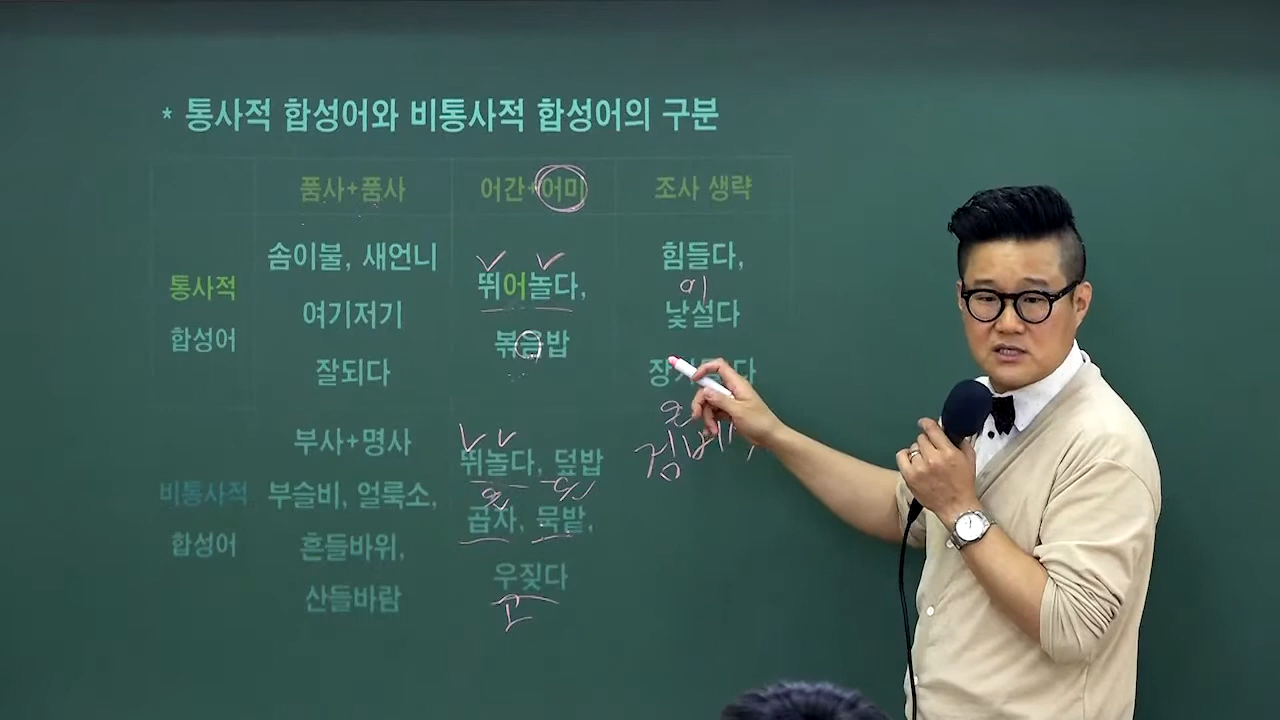 * 통사적 합성어와 비통사적 합성어의 구분
품사+품사 어간+어미 조사 생략
통사적 합성어
솜이불, 새언니
여기저기
잘되다
뛰어놀다,
볶음밥
힘들다,
이
낯설다
비통사적 합성어
부사+명사
부슬비, 얼룩소,
흔들바위,
산들바람
뛰놀다, 덮밥
은 은
곱자, 묵밭,
우짖다
고